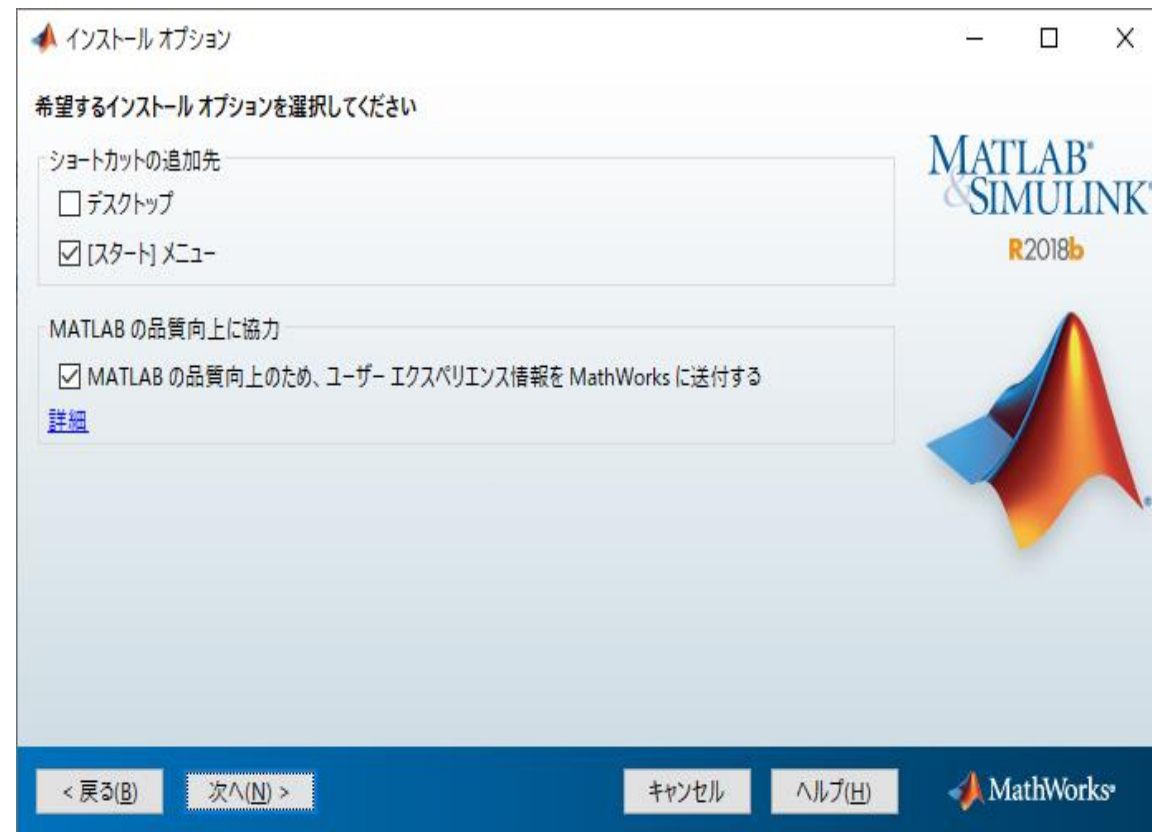 インストール オプション
希望するインストール オプションを選択してください
ショートカットの追加先
デスクトップ
[スタート] メニュー
MATLAB の品質向上に協力
MATLAB の品質向上のため、ユーザー エクスペリエンス情報を MathWorks に送付する
詳細
MATLAB®
&SIMULINK®
R2018b
< 戻る(B)
次へ(N) >
キャンセル
ヘルプ(H)
MathWorks®